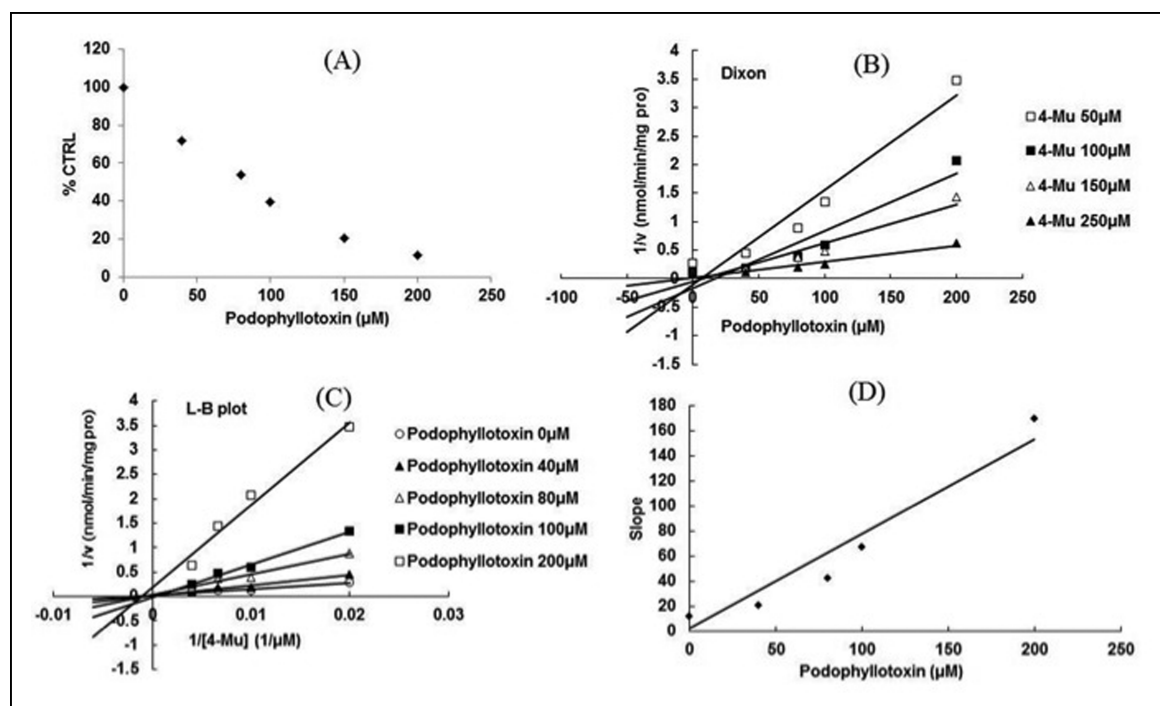 (A)
120
100
80
60
40
20
0
% CTRL
0 50 100 150 200 250
Podophyllotoxin (µM)
(B)
Dixon
4
3.5
3
2.5
2
1.5
1
0.5
0
-0.5
-1
-1.5
1/v (nmol/min/mg pro)
-100 -50 0 50 100 150 200 250
Podophyllotoxin (µM)
4-Mu 50µM
4-Mu 100µM
4-Mu 150µM
4-Mu 250µM
(C)
L-B plot
4
3.5
3
2.5
2
1.5
1
0.5
0
-0.5
-1
-1.5
1/v (nmol/min/mg pro)
-0.01 0 0.01 0.02 0.03
1/[4-Mu] (1/µM)
Podophyllotoxin 0µM
Podophyllotoxin 40µM
Podophyllotoxin 80µM
Podophyllotoxin 100µM
Podophyllotoxin 200µM
(D)
180
160
140
120
100
80
60
40
20
0
Slope
0 50 100 150 200 250
Podophyllotoxin (µM)